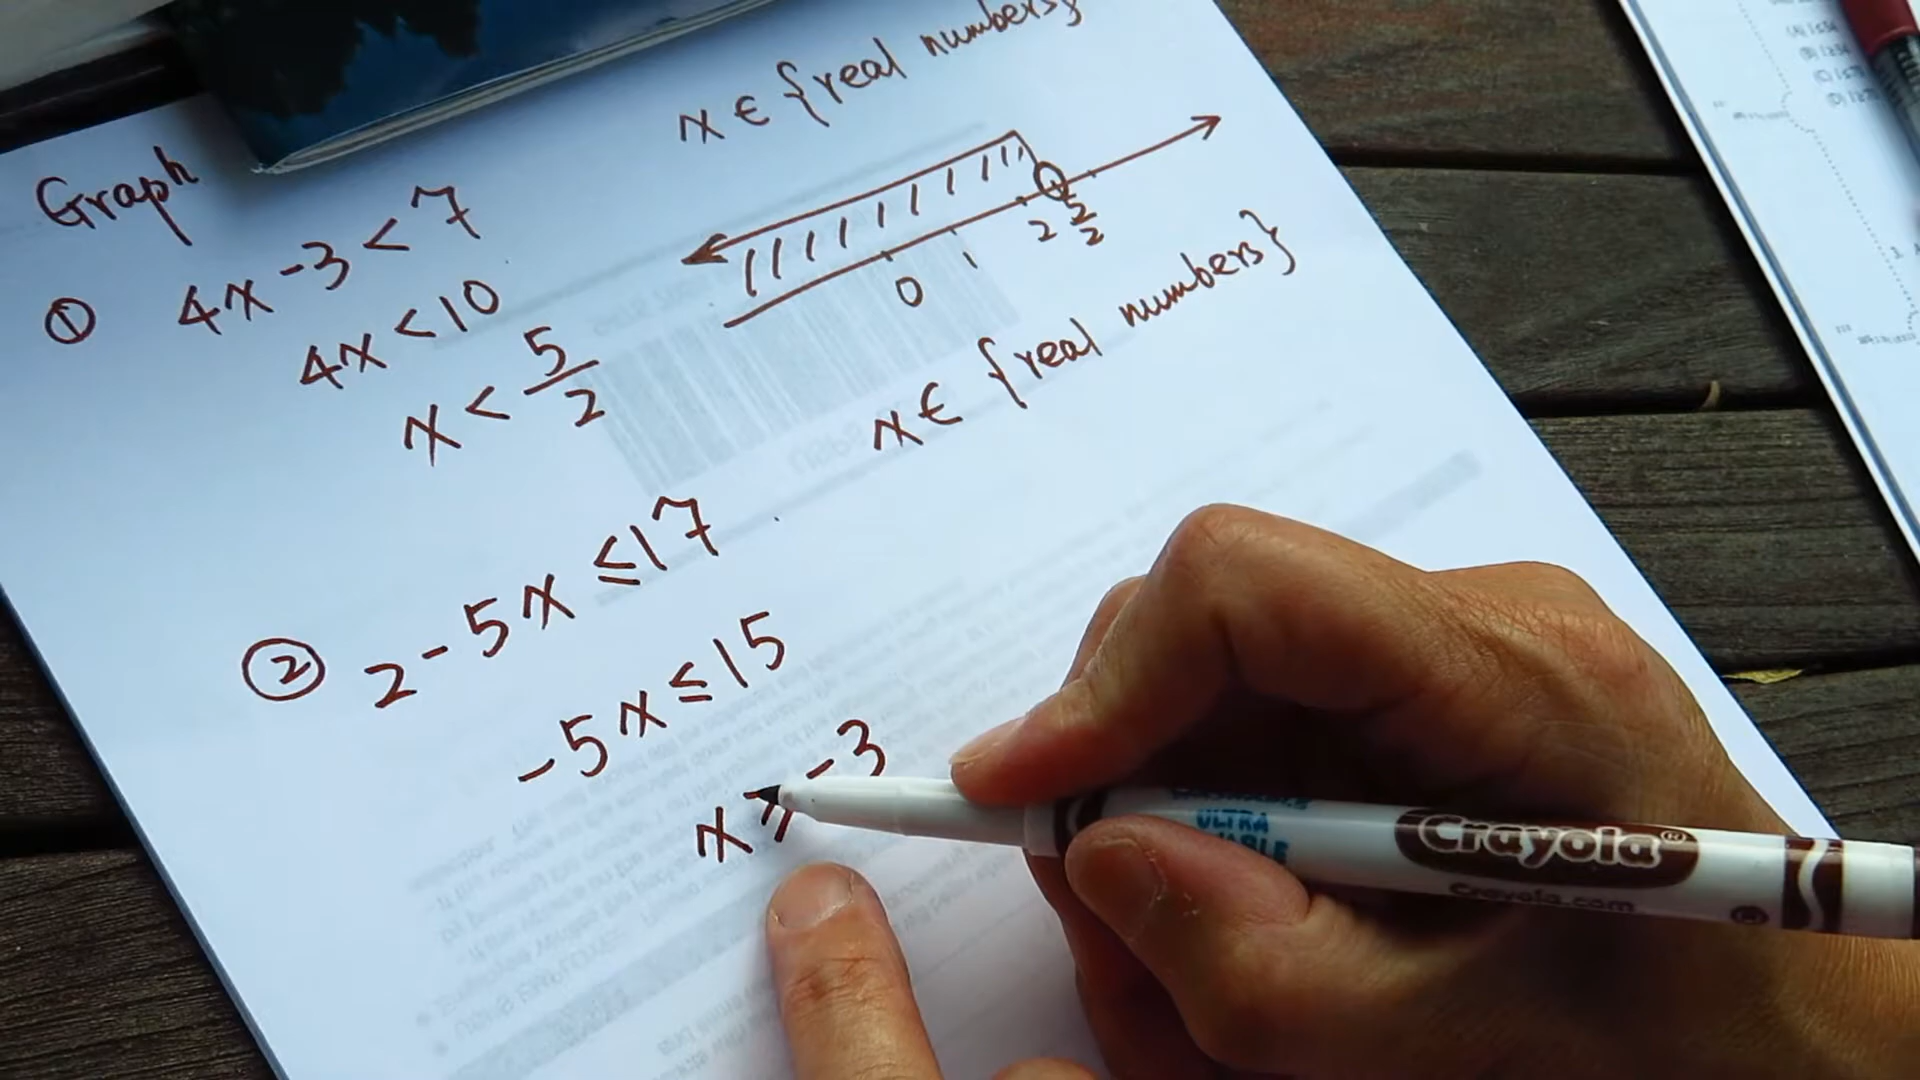 Graph
x ∈ {real numbers}
① 4x - 3 < 7
4x < 10
x < 5/2
0 1 2 5/2
x ∈ {real numbers}
② 2 - 5x ≤ 17
-5x ≤ 15
x ≥ -3
ULTRA
Crayola®
Crayola.com